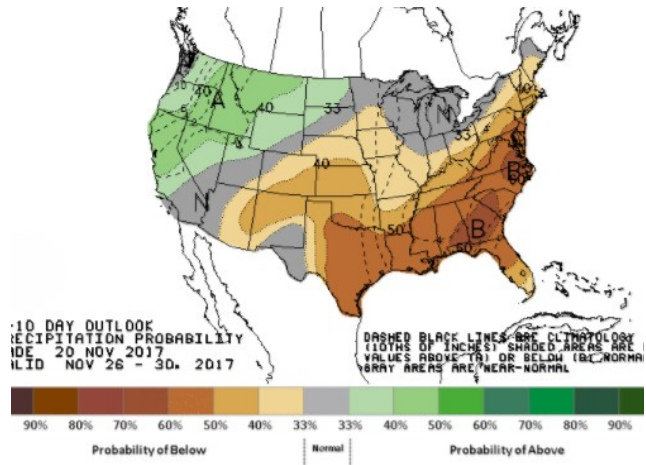 40
A
40
33
N
33
40
N
40
B
50
B
60
-10 DAY OUTLOOK
RECIPITATION PROBABILITY
ADE 20 NOV 2017
ALID NOV 26 - 30, 2017
DASHED BLACK LINES ARE CLIMATOLOGY
(10THS OF INCHES) SHADED AREAS ARE
VALUES ABOVE (A) OR BELOW (B) NORMA
GRAY AREAS ARE NEAR-NORMAL
90% 80% 70% 60% 50% 40% 33% 33% 40% 50% 60% 70% 80% 90%
Probability of Below Normal Probability of Above